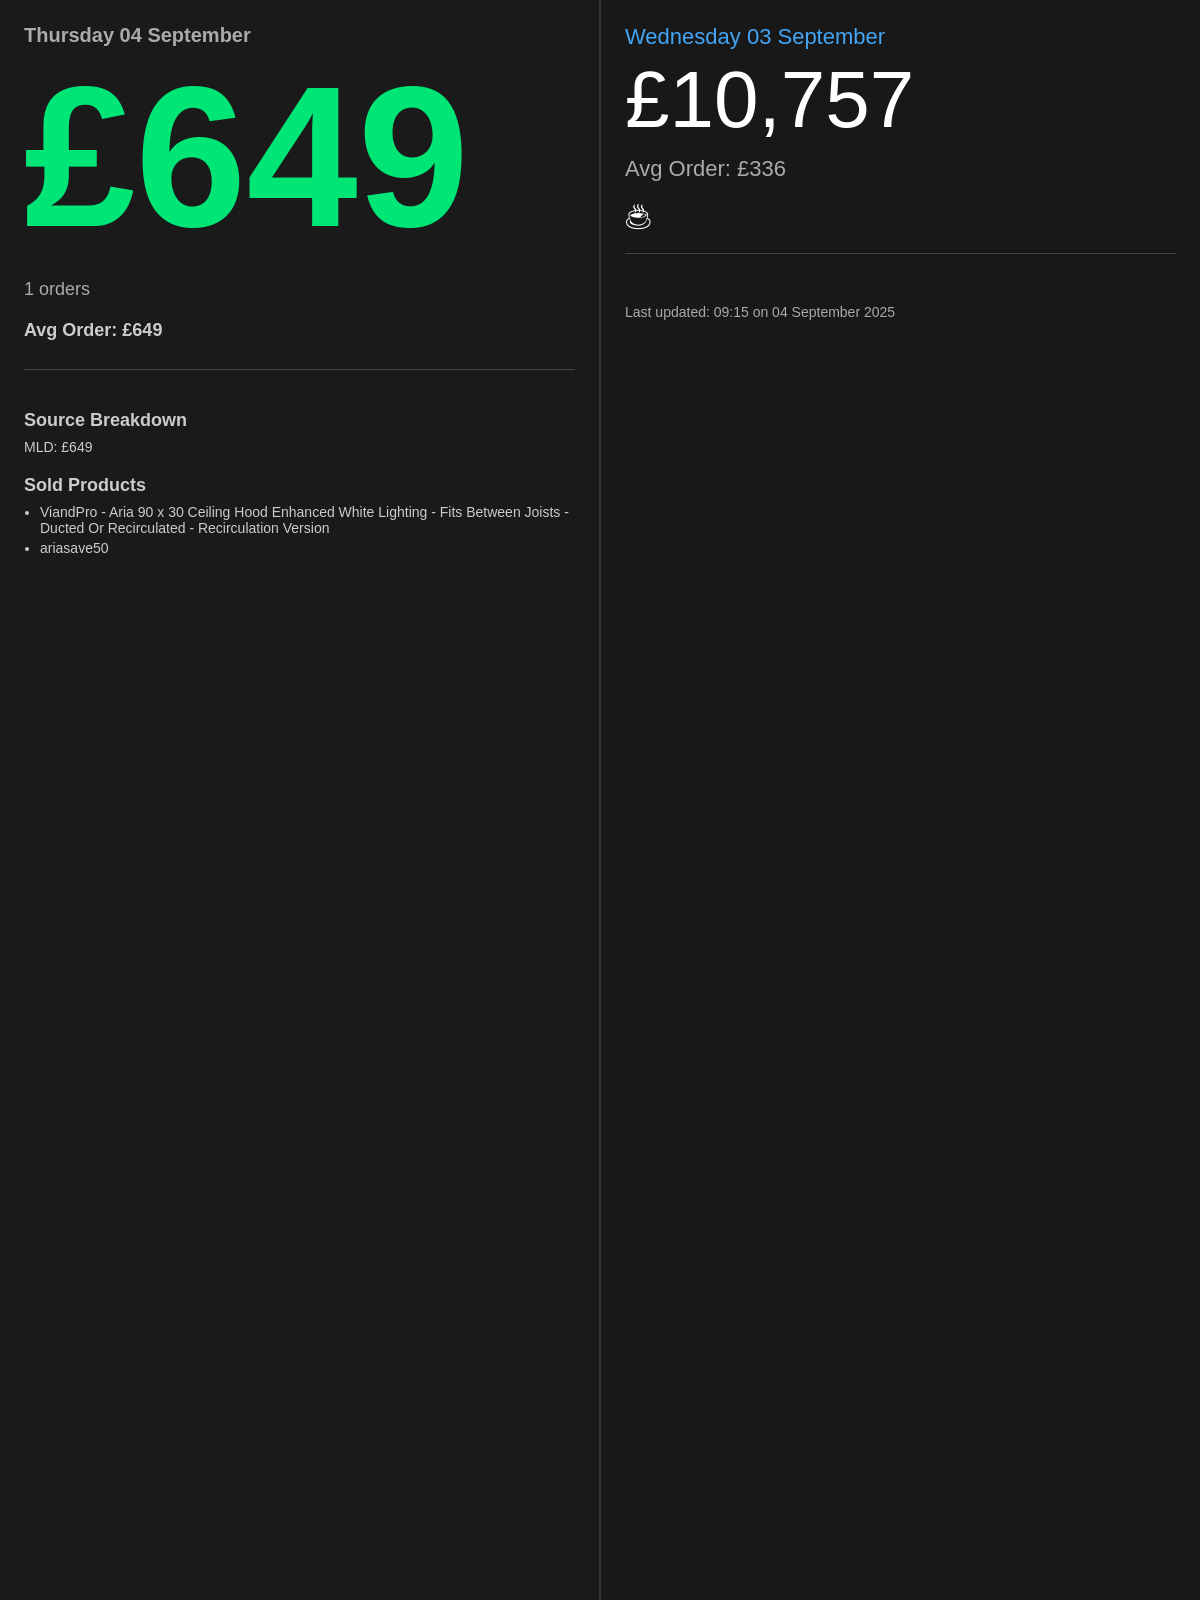 Thursday 04 September
£649
1 orders
Avg Order: £649
Source Breakdown
MLD: £649
Sold Products
• ViandPro - Aria 90 x 30 Ceiling Hood Enhanced White Lighting - Fits Between Joists -
Ducted Or Recirculated - Recirculation Version
• ariasave50
Wednesday 03 September
£10,757
Avg Order: £336
☕
Last updated: 09:15 on 04 September 2025